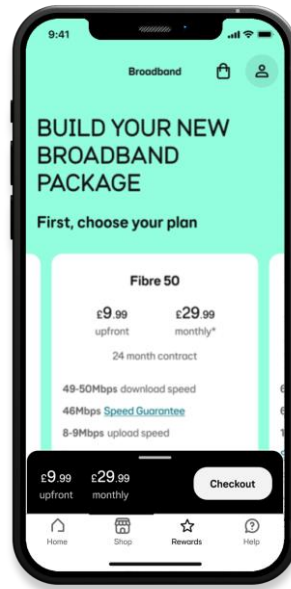 9:41
Broadband
BUILD YOUR NEW
BROADBAND
PACKAGE
First, choose your plan
Fibre 50
£9.99 £29.99
upfront monthly*
24 month contract
49-50Mbps download speed
46Mbps Speed Guarantee
8-9Mbps upload speed
£9.99 £29.99
upfront monthly
Checkout
Home Shop Rewards Help